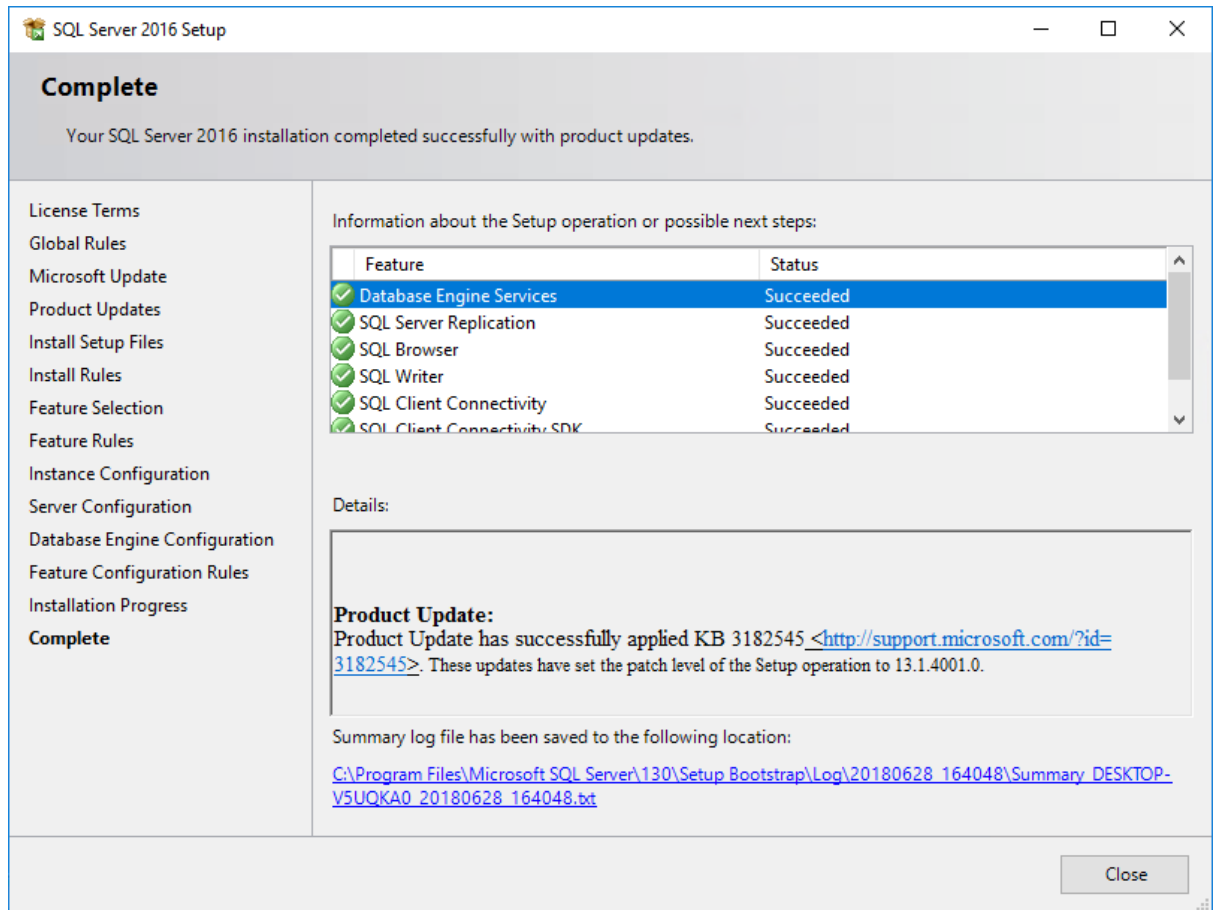 SQL Server 2016 Setup
Complete
Your SQL Server 2016 installation completed successfully with product updates.
License Terms
Global Rules
Microsoft Update
Product Updates
Install Setup Files
Install Rules
Feature Selection
Feature Rules
Instance Configuration
Server Configuration
Database Engine Configuration
Feature Configuration Rules
Installation Progress
Complete
Information about the Setup operation or possible next steps:
Feature Status
Database Engine Services Succeeded
SQL Server Replication Succeeded
SQL Browser Succeeded
SQL Writer Succeeded
SQL Client Connectivity Succeeded
SQL Client Connectivity SDK Succeeded
Details:
Product Update:
Product Update has successfully applied KB 3182545 <http://support.microsoft.com/?id=
3182545>. These updates have set the patch level of the Setup operation to 13.1.4001.0.
Summary log file has been saved to the following location:
C:\Program Files\Microsoft SQL Server\130\Setup Bootstrap\Log\20180628_164048\Summary_DESKTOP-
V5UQKA0_20180628_164048.txt
Close